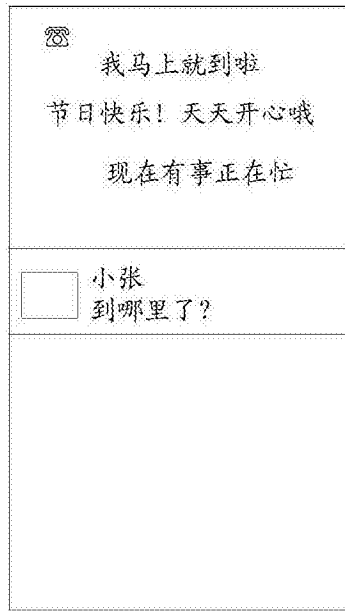 ☏
我马上就到啦
节日快乐！天天开心哦
现在有事正在忙
小张
到哪里了？